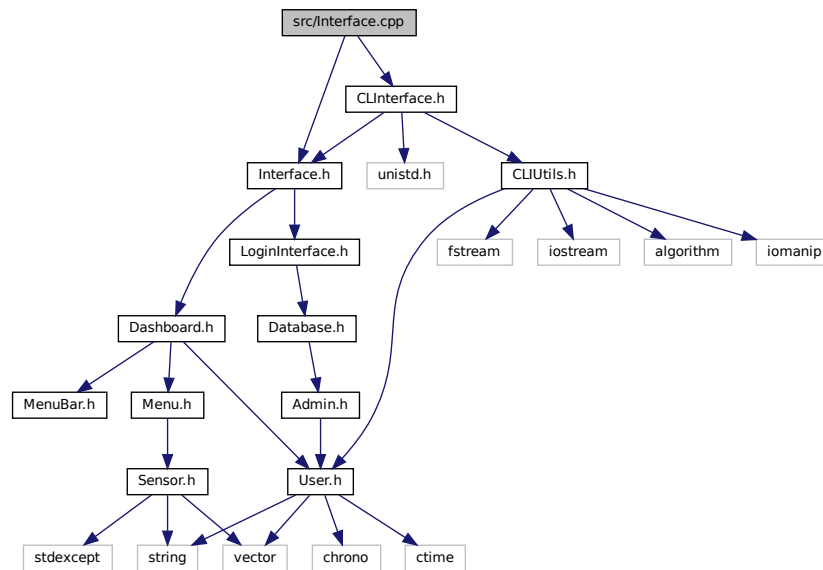 src/Interface.cpp
CLInterface.h
Interface.h
unistd.h
CLIUtils.h
LoginInterface.h
fstream
iostream
algorithm
iomanip
Dashboard.h
Database.h
MenuBar.h
Menu.h
Admin.h
Sensor.h
User.h
stdexcept
string
vector
chrono
ctime